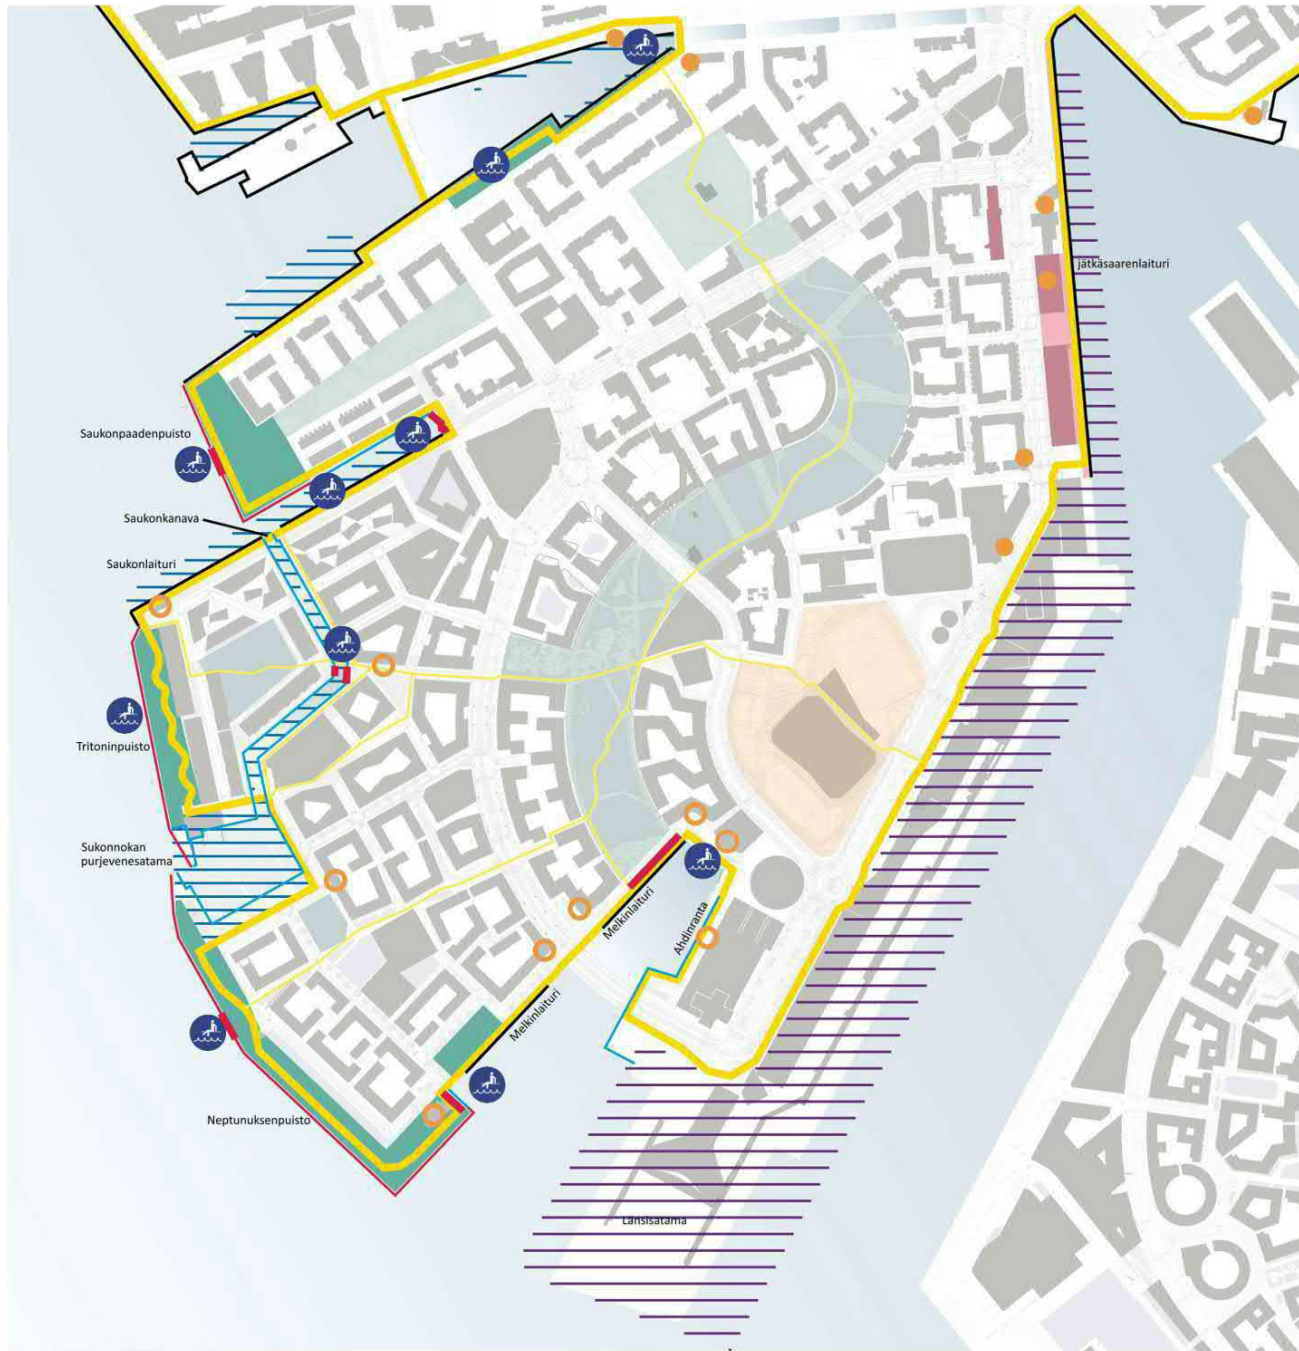 jätkäsaarenlaituri
Saukonpaadenpuisto
Saukonkanava
Saukonlaituri
Tritoninpuisto
Sukonnokan
purjevenesatama
Melkinlaituri
Ahdinranta
Melkinlaituri
Neptunuksenpuisto
Länsisatama